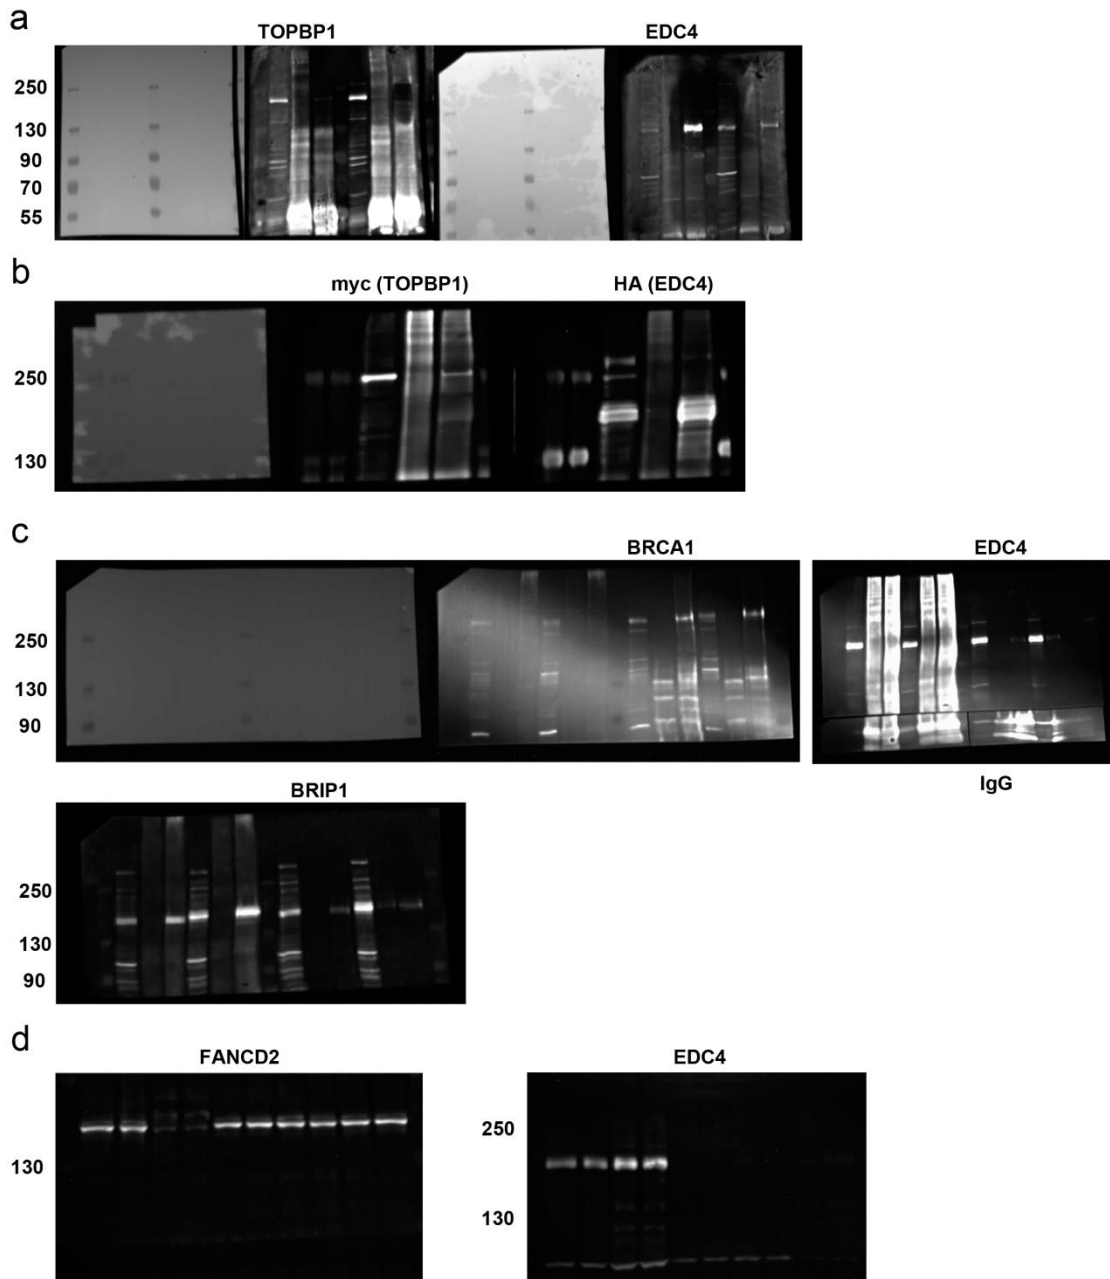 a
TOPBP1 EDC4
250
130
90
70
55
b
myc (TOPBP1) HA (EDC4)
250
130
c
BRCA1 EDC4
250
130
90
IgG
BRIP1
250
130
90
d
FANCD2 EDC4
130
250
130